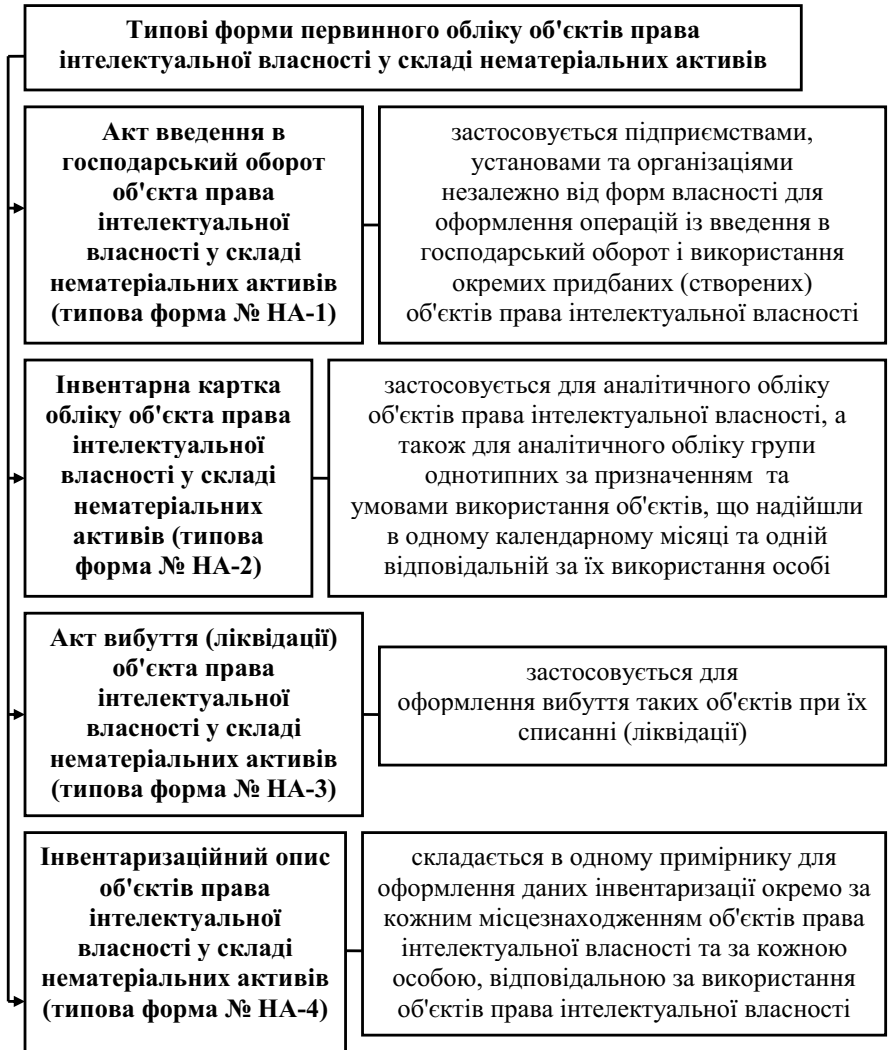 Типові форми первинного обліку об'єктів права
інтелектуальної власності у складі нематеріальних активів
Акт введення в
господарський оборот
об'єкта права
інтелектуальної
власності у складі
нематеріальних активів
(типова форма № НА-1)
застосовується підприємствами,
установами та організаціями
незалежно від форм власності для
оформлення операцій із введення в
господарський оборот і використання
окремих придбаних (створених)
об'єктів права інтелектуальної власності
Інвентарна картка
обліку об'єкта права
інтелектуальної
власності у складі
нематеріальних
активів (типова
форма № НА-2)
застосовується для аналітичного обліку
об'єктів права інтелектуальної власності, а
також для аналітичного обліку групи
однотипних за призначенням та
умовами використання об'єктів, що надійшли
в одному календарному місяці та одній
відповідальній за їх використання особі
Акт вибуття (ліквідації)
об'єкта права
інтелектуальної
власності у складі
нематеріальних активів
(типова форма № НА-3)
застосовується для
оформлення вибуття таких об'єктів при їх
списанні (ліквідації)
Інвентаризаційний опис
об'єктів права
інтелектуальної
власності у складі
нематеріальних активів
(типова форма № НА-4)
складається в одному примірнику для
оформлення даних інвентаризації окремо за
кожним місцезнаходженням об'єктів права
інтелектуальної власності та за кожною
особою, відповідальною за використання
об'єктів права інтелектуальної власності